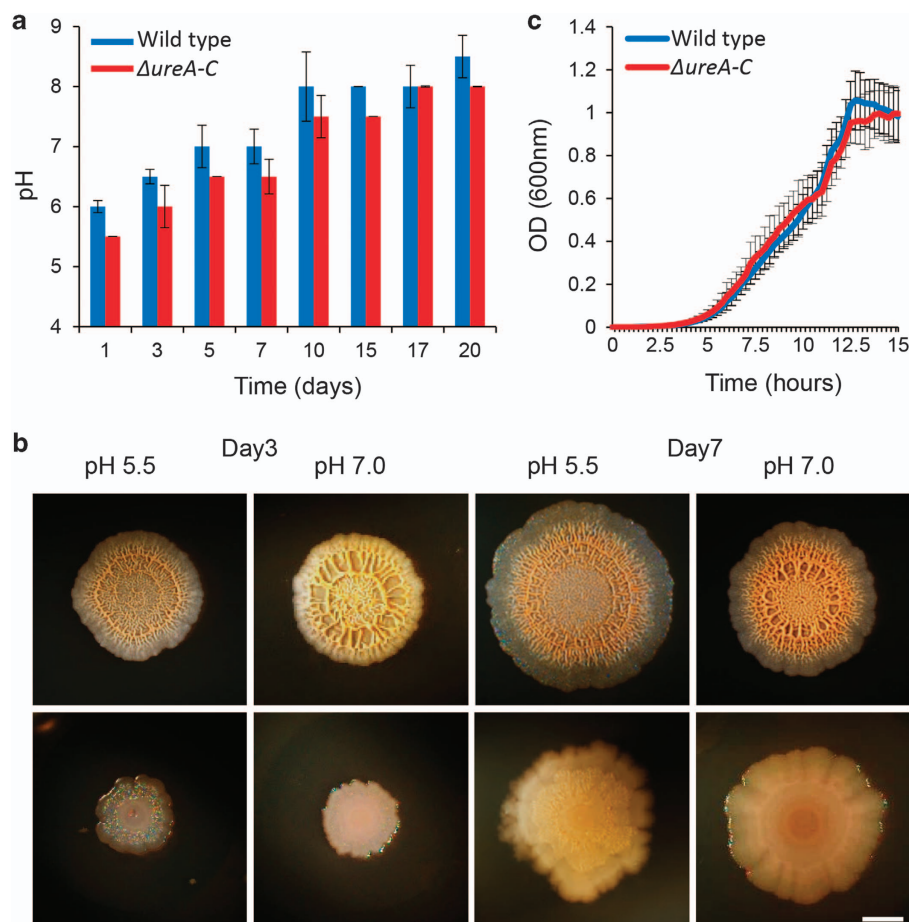 a
Wild type
ΔureA-C
9
8
7
6
5
4
pH
1 3 5 7 10 15 17 20
Time (days)
c
Wild type
ΔureA-C
1.4
1.2
1
0.8
0.6
0.4
0.2
0
OD (600nm)
0 2.5 5 7.5 10 12.5 15
Time (hours)
b
Day3 Day7
pH 5.5 pH 7.0 pH 5.5 pH 7.0